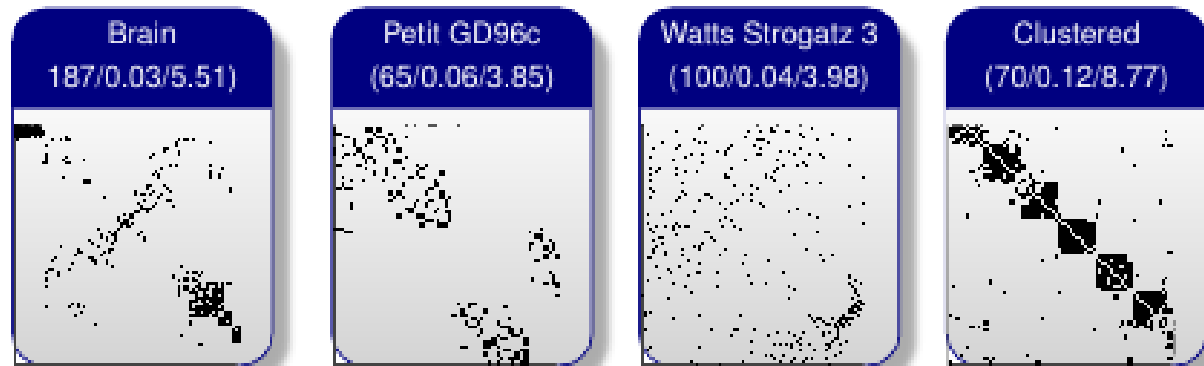 Brain
187/0.03/5.51)
Petit GD96c
(65/0.06/3.85)
Watts Strogatz 3
(100/0.04/3.98)
Clustered
(70/0.12/8.77)